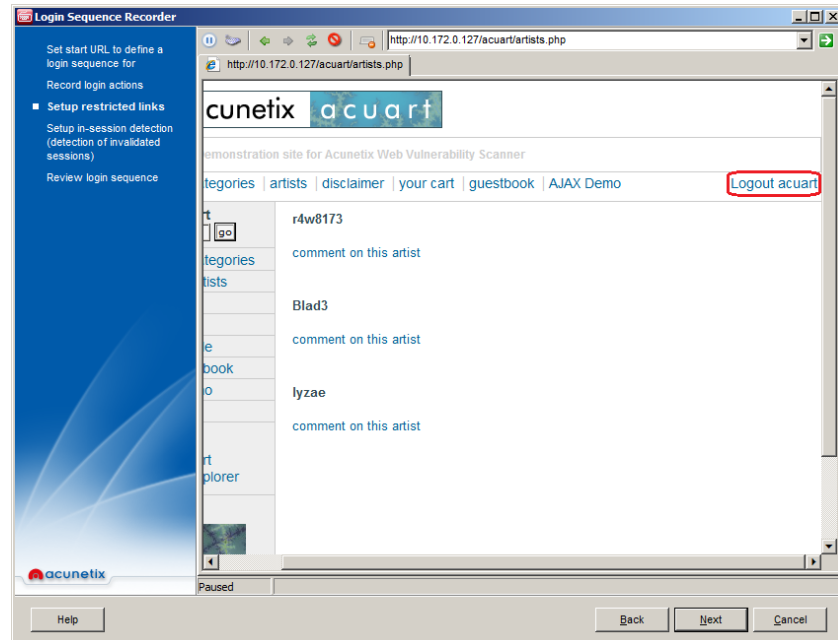 Login Sequence Recorder
Set start URL to define a
login sequence for
Record login actions
Setup restricted links
Setup in-session detection
(detection of invalidated
sessions)
Review login sequence
acunetix
http://10.172.0.127/acuart/artists.php
http://10.172.0.127/acuart/artists.php
cunetix acuart
emonstration site for Acunetix Web Vulnerability Scanner
tegories | artists | disclaimer | your cart | guestbook | AJAX Demo
Logout acuart
rt
go
tegories
tists
e
book
o
rt
plorer
r4w8173
comment on this artist
Blad3
comment on this artist
lyzae
comment on this artist
Paused
Help
Back
Next
Cancel